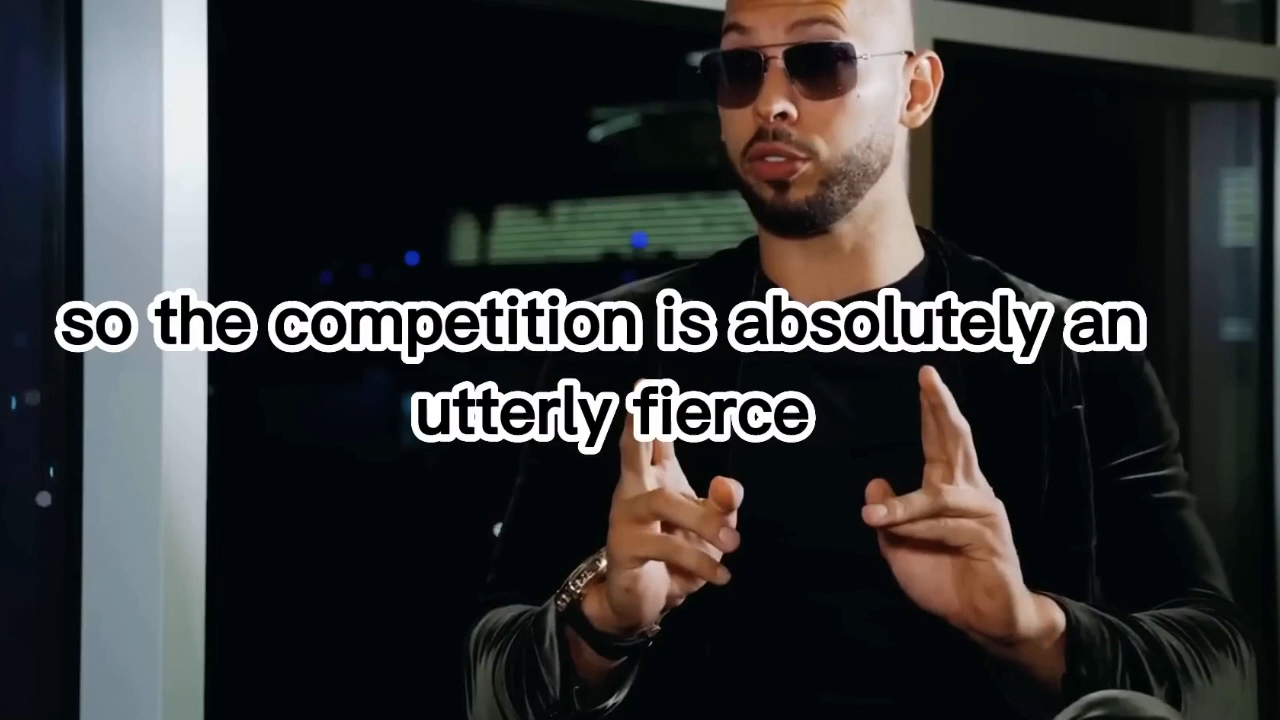 so the competition is absolutely an
utterly fierce